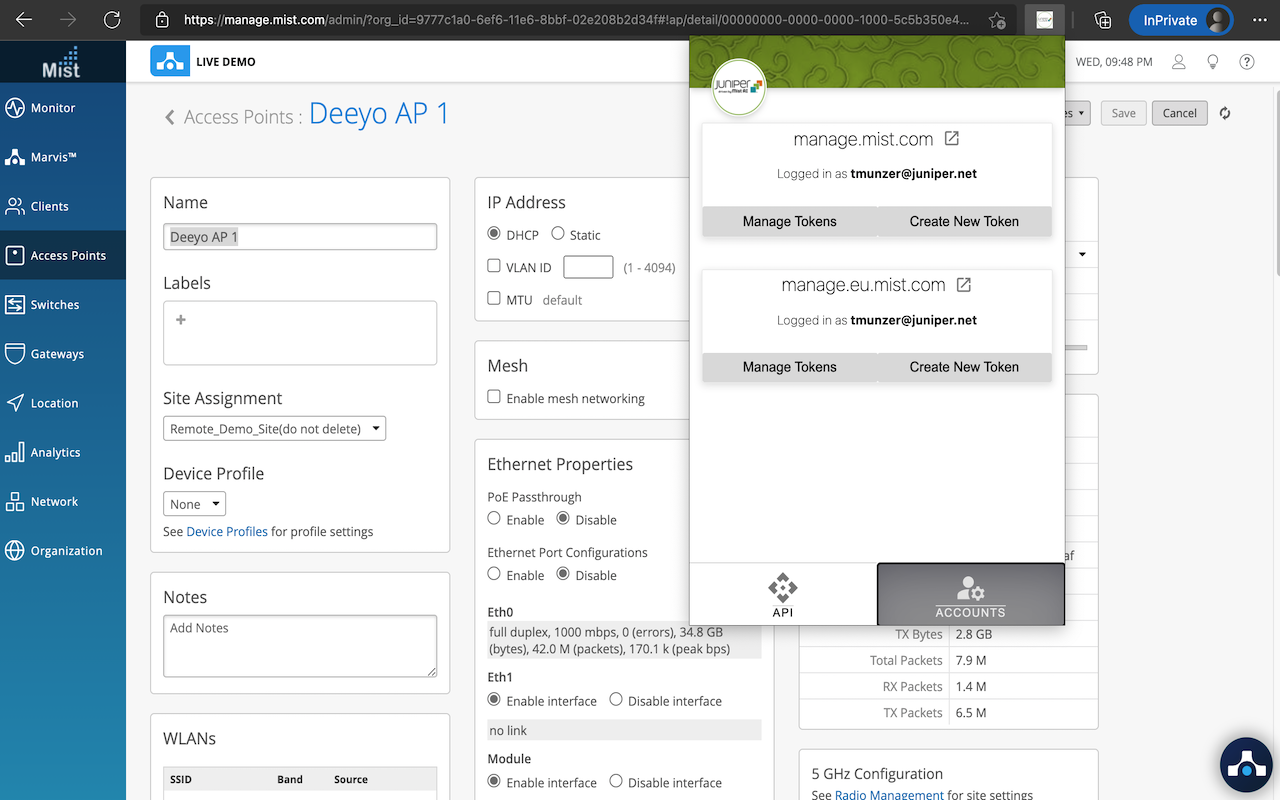 https://manage.mist.com/admin/?org_id=9777c1a0-6ef6-11e6-8bbf-02e208b2d34f#!ap/detail/00000000-0000-0000-1000-5c5b350e4...
InPrivate
Mist
LIVE DEMO
WED, 09:48 PM
Monitor
Marvis™
Clients
Access Points
Switches
Gateways
Location
Analytics
Network
Organization
Access Points : Deeyo AP 1
Save
Cancel
Name
Deeyo AP 1
Labels
+
Site Assignment
Remote_Demo_Site(do not delete)
Device Profile
None
See Device Profiles for profile settings
Notes
Add Notes
WLANs
SSID Band Source
IP Address
DHCP Static
VLAN ID (1 - 4094)
MTU default
Mesh
Enable mesh networking
Ethernet Properties
PoE Passthrough
Enable Disable
Ethernet Port Configurations
Enable Disable
Eth0
full duplex, 1000 mbps, 0 (errors), 34.8 GB
(bytes), 42.0 M (packets), 170.1 k (peak bps)
Eth1
Enable interface Disable interface
no link
Module
Enable interface Disable interface
Juniper
manage.mist.com
Logged in as tmunzer@juniper.net
Manage Tokens Create New Token
manage.eu.mist.com
Logged in as tmunzer@juniper.net
Manage Tokens Create New Token
API
ACCOUNTS
TX Bytes 2.8 GB
Total Packets 7.9 M
RX Packets 1.4 M
TX Packets 6.5 M
5 GHz Configuration
See Radio Management for site settings